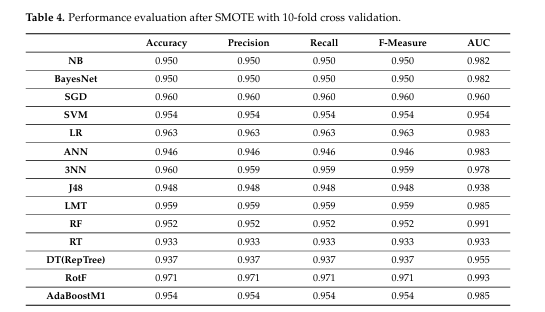 Table 4. Performance evaluation after SMOTE with 10-fold cross validation.
Accuracy Precision Recall F-Measure AUC
NB 0.950 0.950 0.950 0.950 0.982
BayesNet 0.950 0.950 0.950 0.950 0.982
SGD 0.960 0.960 0.960 0.960 0.960
SVM 0.954 0.954 0.954 0.954 0.954
LR 0.963 0.963 0.963 0.963 0.983
ANN 0.946 0.946 0.946 0.946 0.983
3NN 0.960 0.959 0.959 0.959 0.978
J48 0.948 0.948 0.948 0.948 0.938
LMT 0.959 0.959 0.959 0.959 0.985
RF 0.952 0.952 0.952 0.952 0.991
RT 0.933 0.933 0.933 0.933 0.933
DT(RepTree) 0.937 0.937 0.937 0.937 0.955
RotF 0.971 0.971 0.971 0.971 0.993
AdaBoostM1 0.954 0.954 0.954 0.954 0.985